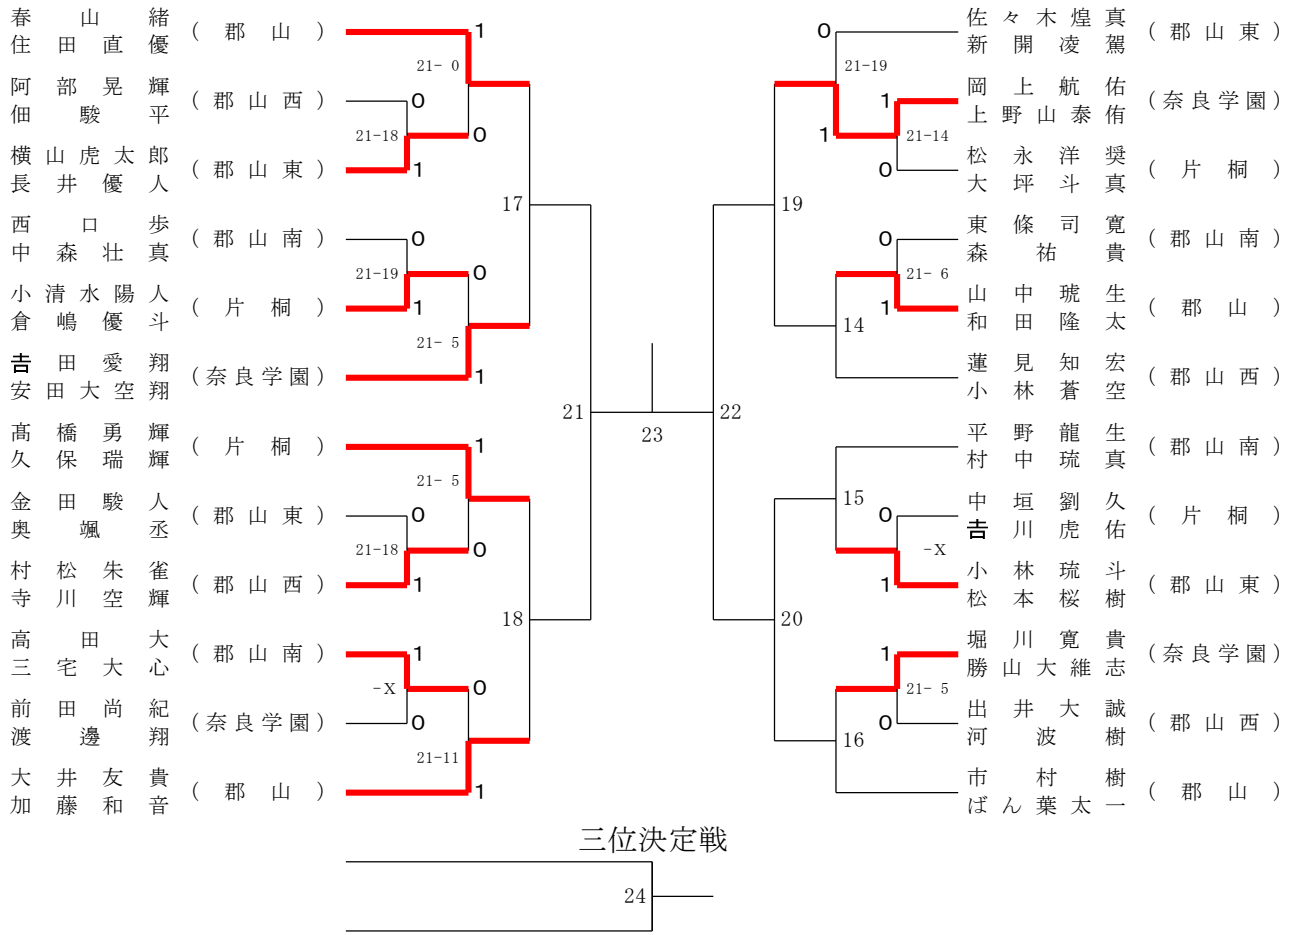 春山緒
住田直優
(郡山)
1
21- 0
阿部晃輝
佃駿平
(郡山西)
0
21-18
0
横山虎太郎
長井優人
(郡山東)
1
17
西口歩
中森壮真
(郡山南)
0
21-19
0
小清水陽人
倉嶋優斗
(片桐)
1
21- 5
𠮷田愛翔
安田大空翔
(奈良学園)
1
21
髙橋勇輝
久保瑞輝
(片桐)
1
21- 5
金田駿人
奥颯丞
(郡山東)
0
21-18
0
村松朱雀
寺川空輝
(郡山西)
1
18
高田大
三宅大心
(郡山南)
1
-X
0
前田尚紀
渡邊翔
(奈良学園)
0
21-11
大井友貴
加藤和音
(郡山)
1
23
0
佐々木煌真
新開凌駕
(郡山東)
21-19
1
岡上航佑
上野山泰侑
(奈良学園)
1
21-14
0
松永洋奨
大坪斗真
(片桐)
19
0
東條司寛
森祐貴
(郡山南)
21- 6
1
山中琥生
和田隆太
(郡山)
14
蓮見知宏
小林蒼空
(郡山西)
22
平野龍生
村中琉真
(郡山南)
15
0
中垣劉久
𠮷川虎佑
(片桐)
-X
1
小林琉斗
松本桜樹
(郡山東)
20
1
堀川寛貴
勝山大維志
(奈良学園)
21- 5
0
出井大誠
河波樹
(郡山西)
16
市村樹
ばん葉太一
(郡山)
三位決定戦
24